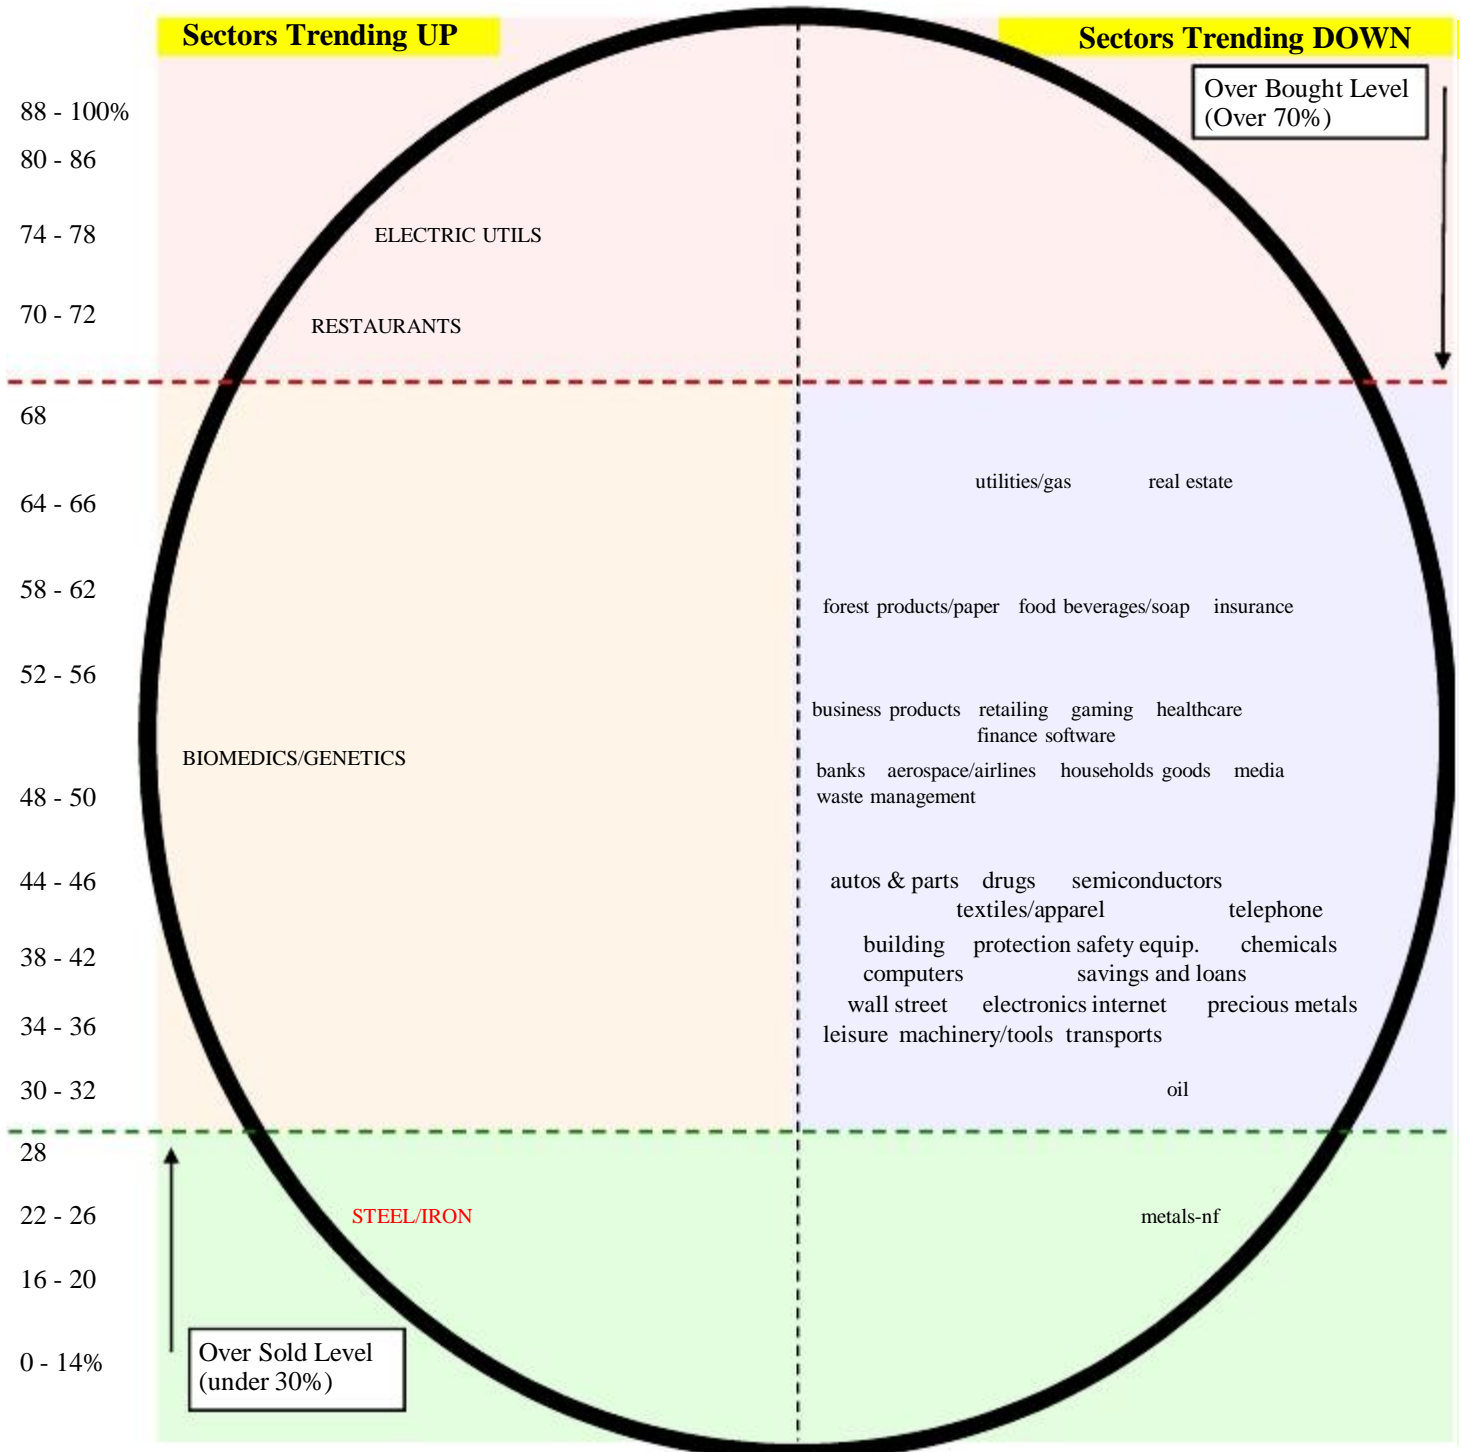 Sectors Trending UP
Sectors Trending DOWN
Over Bought Level
(Over 70%)
88 - 100%
80 - 86
74 - 78
ELECTRIC UTILS
70 - 72
RESTAURANTS
68
utilities/gas real estate
64 - 66
58 - 62
forest products/paper food beverages/soap insurance
52 - 56
business products retailing gaming healthcare
finance software
BIOMEDICS/GENETICS
banks aerospace/airlines households goods media
waste management
48 - 50
44 - 46
autos & parts drugs semiconductors
textiles/apparel telephone
building protection safety equip. chemicals
38 - 42
computers savings and loans
wall street electronics internet precious metals
34 - 36
leisure machinery/tools transports
30 - 32
oil
28
22 - 26
STEEL/IRON
metals-nf
16 - 20
Over Sold Level
(under 30%)
0 - 14%